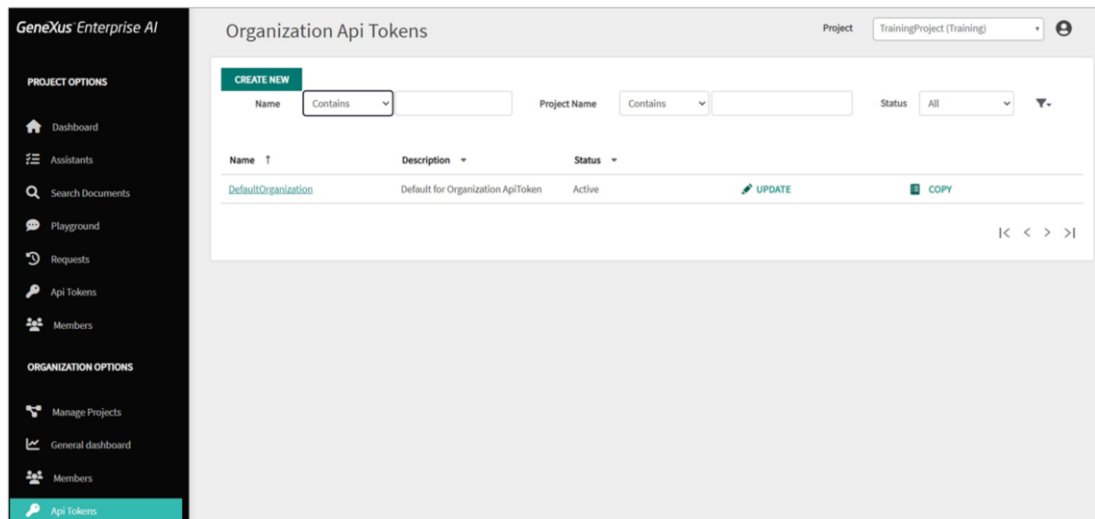 GeneXus Enterprise AI
PROJECT OPTIONS
Dashboard
Assistants
Search Documents
Playground
Requests
Api Tokens
Members
ORGANIZATION OPTIONS
Manage Projects
General dashboard
Members
Api Tokens
Organization Api Tokens
Project TrainingProject (Training)
CREATE NEW
Name Contains Project Name Contains Status All
Name Description Status
DefaultOrganization Default for Organization ApiToken Active UPDATE COPY